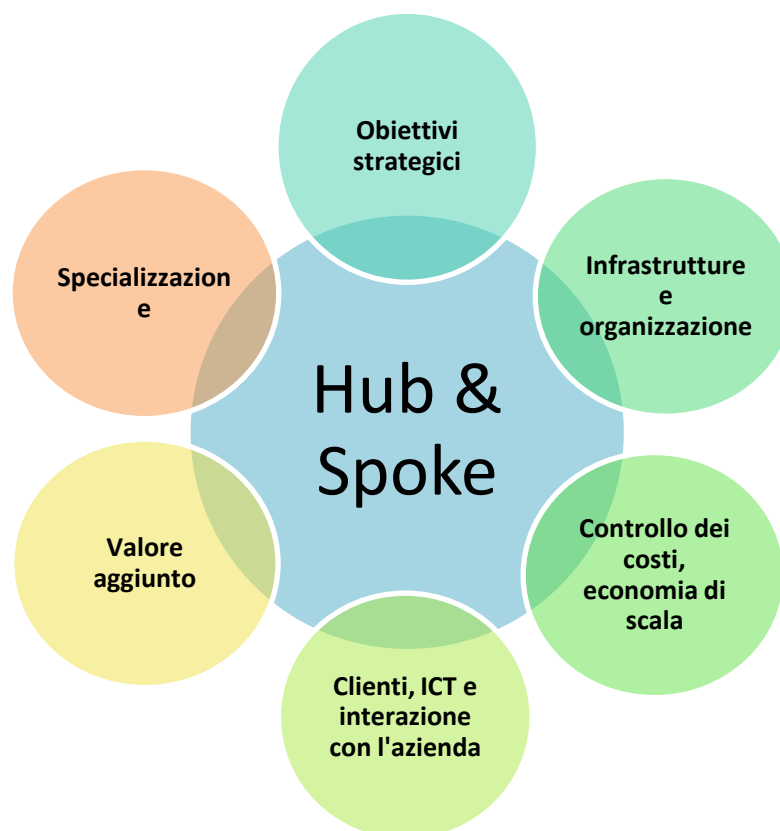 Obiettivi
strategici
Infrastrutture
e
organizzazione
Controllo dei
costi,
economia di
scala
Clienti, ICT e
interazione
con l'azienda
Valore
aggiunto
Specializzazion
e
Hub &
Spoke